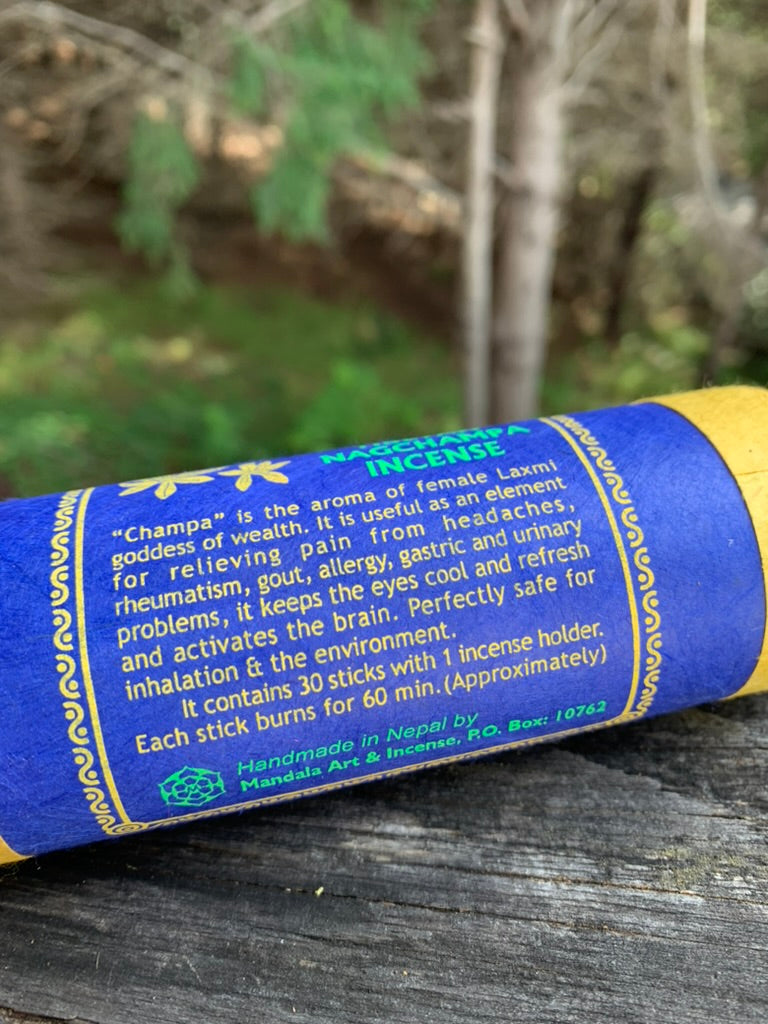 NAGCHAMPA
INCENSE
“Champa” is the aroma of female Laxmi
goddess of wealth. It is useful as an element
for relieving pain from headaches,
rheumatism, gout, allergy, gastric and urinary
problems, it keeps the eyes cool and refresh
and activates the brain. Perfectly safe for
inhalation & the environment.
It contains 30 sticks with 1 incense holder.
Each stick burns for 60 min. (Approximately)
Handmade in Nepal by
Mandala Art & Incense, P.O. Box: 10762